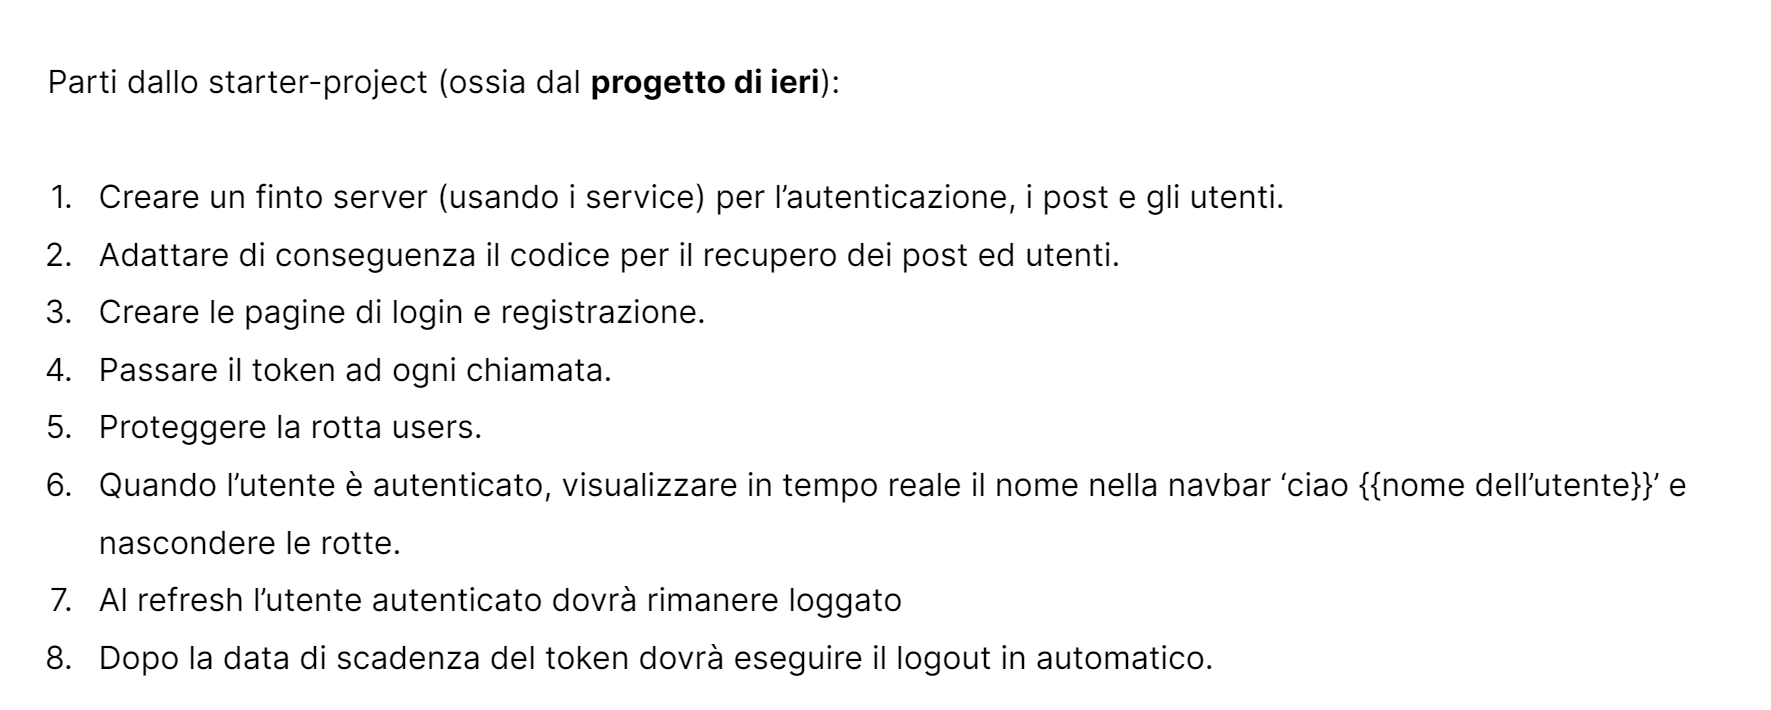 Parti dallo starter-project (ossia dal progetto di ieri):
1. Creare un finto server (usando i service) per l’autenticazione, i post e gli utenti.
2. Adattare di conseguenza il codice per il recupero dei post ed utenti.
3. Creare le pagine di login e registrazione.
4. Passare il token ad ogni chiamata.
5. Proteggere la rotta users.
6. Quando l’utente è autenticato, visualizzare in tempo reale il nome nella navbar ‘ciao {{nome dell’utente}}’ e
nascondere le rotte.
7. Al refresh l’utente autenticato dovrà rimanere loggato
8. Dopo la data di scadenza del token dovrà eseguire il logout in automatico.